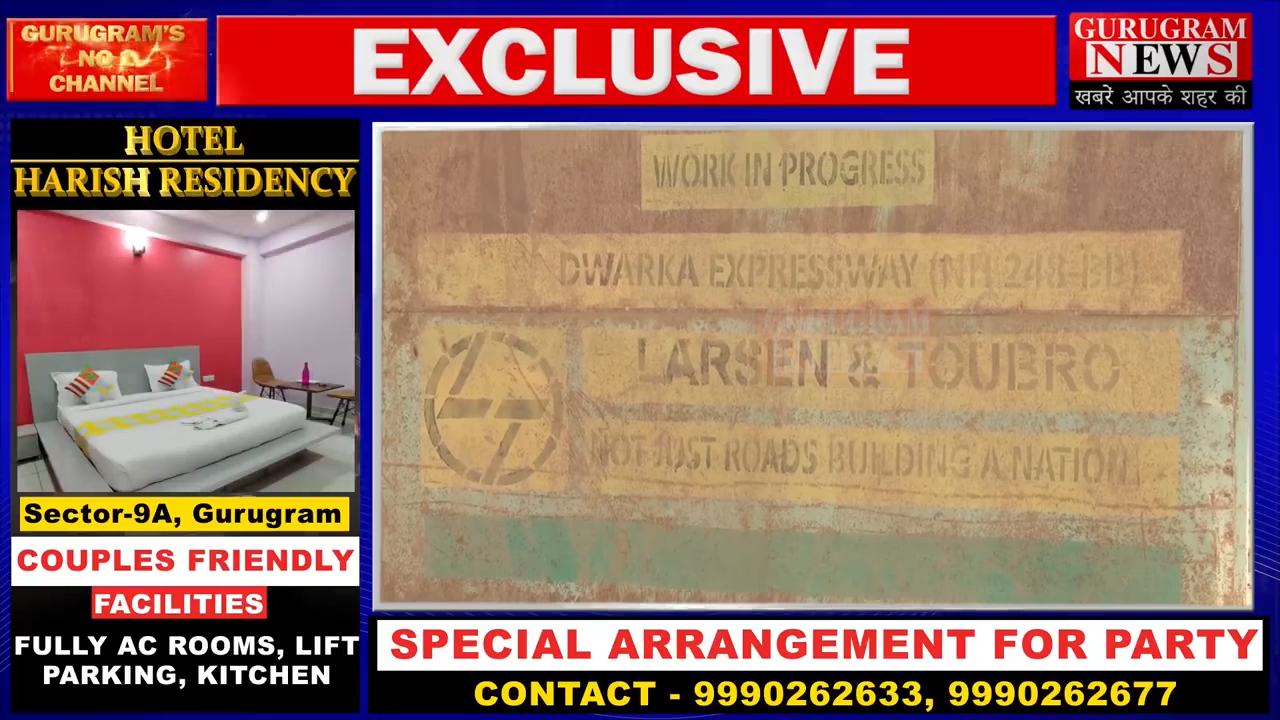 GURUGRAM'S
NO 1
CHANNEL
EXCLUSIVE
GURUGRAM
NEWS
खबरें आपके शहर की
HOTEL
HARISH RESIDENCY
Sector-9A, Gurugram
COUPLES FRIENDLY
FACILITIES
FULLY AC ROOMS, LIFT
PARKING, KITCHEN
WORK IN PROGRESS
DWARKA EXPRESSWAY
LARSEN & TOUBRO
NOT JUST ROADS BUILDING A NATION
SPECIAL ARRANGEMENT FOR PARTY
CONTACT - 9990262633, 9990262677